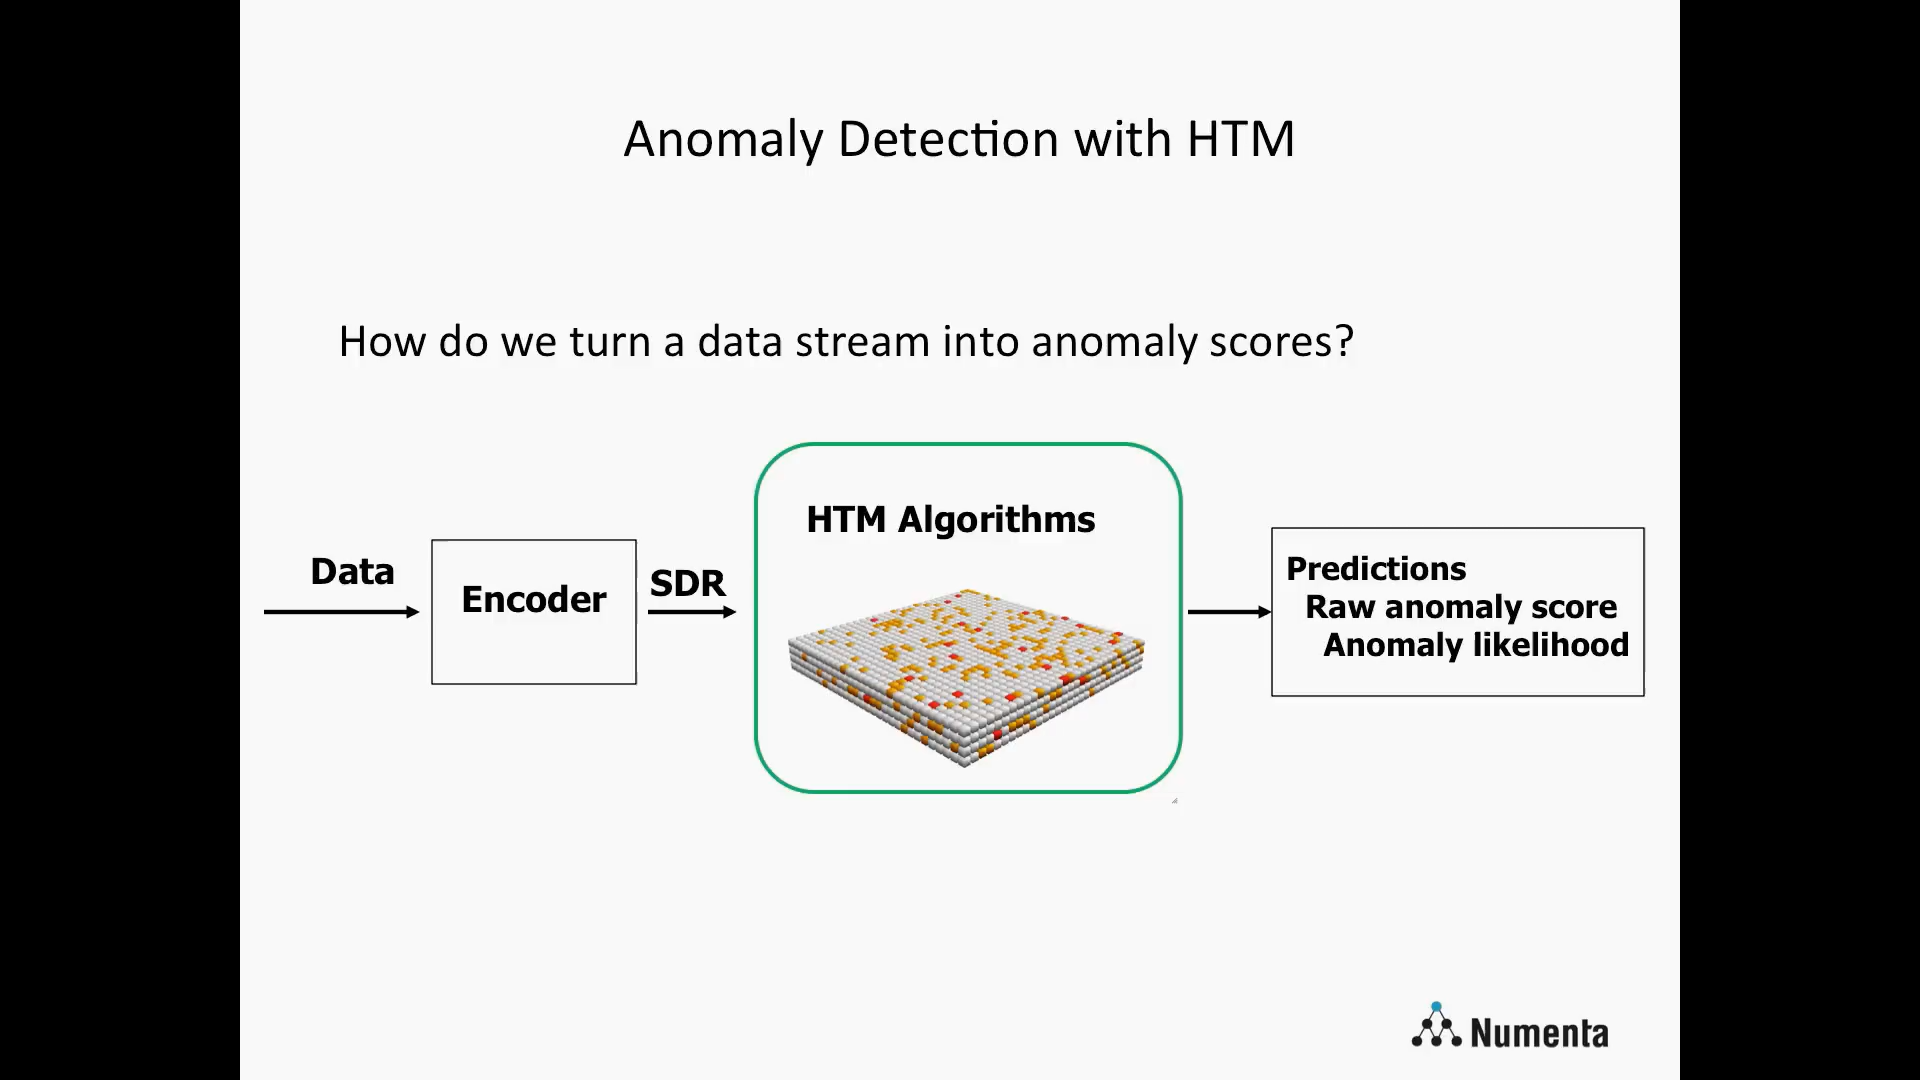 Anomaly Detection with HTM
How do we turn a data stream into anomaly scores?
Data
Encoder
SDR
HTM Algorithms
Predictions
Raw anomaly score
Anomaly likelihood
Numenta